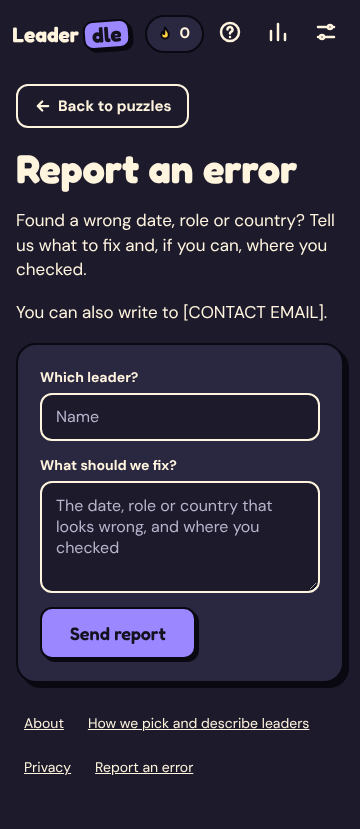 Leader dle 0
← Back to puzzles
Report an error
Found a wrong date, role or country? Tell
us what to fix and, if you can, where you
checked.
You can also write to [CONTACT EMAIL].
Which leader?
Name
What should we fix?
The date, role or country that
looks wrong, and where you
checked
Send report
About How we pick and describe leaders
Privacy Report an error